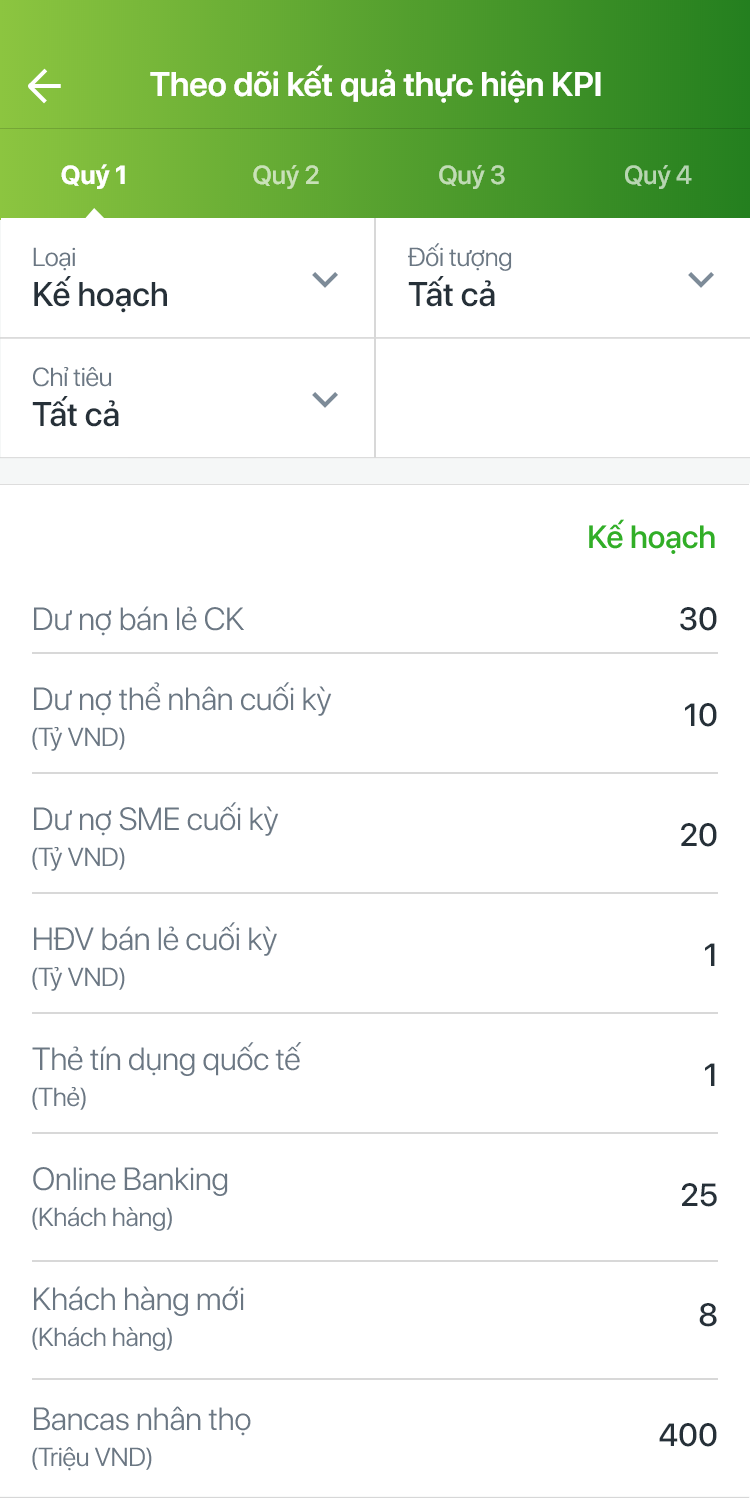 Theo dõi kết quả thực hiện KPI
Quý 1 Quý 2 Quý 3 Quý 4
Loại
Kế hoạch
Đối tượng
Tất cả
Chỉ tiêu
Tất cả
Kế hoạch
Dư nợ bán lẻ CK 30
Dư nợ thể nhân cuối kỳ
(Tỷ VND)
10
Dư nợ SME cuối kỳ
(Tỷ VND)
20
HĐV bán lẻ cuối kỳ
(Tỷ VND)
1
Thẻ tín dụng quốc tế
(Thẻ)
1
Online Banking
(Khách hàng)
25
Khách hàng mới
(Khách hàng)
8
Bancas nhân thọ
(Triệu VND)
400